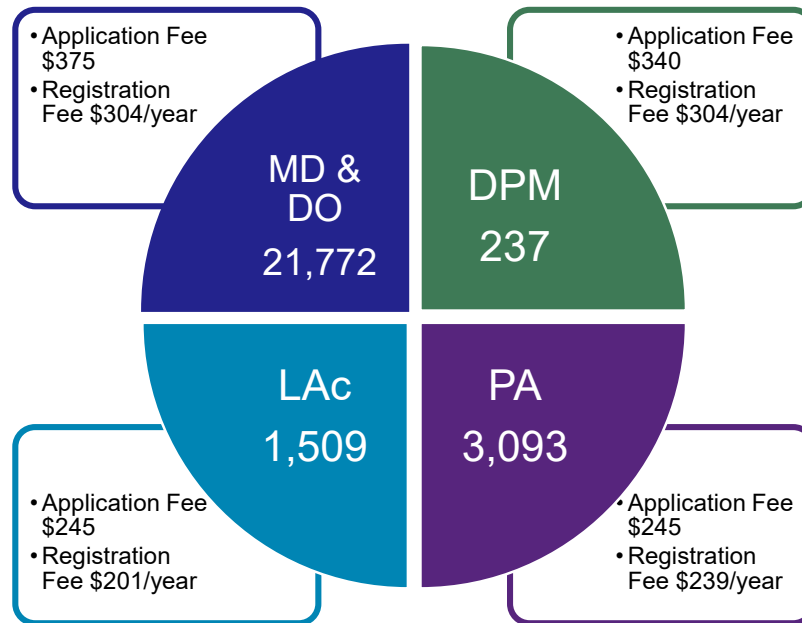 • Application Fee
$375
• Registration
Fee $304/year
• Application Fee
$340
• Registration
Fee $304/year
MD &
DO
21,772
DPM
237
LAc
1,509
PA
3,093
• Application Fee
$245
• Registration
Fee $201/year
• Application Fee
$245
• Registration
Fee $239/year